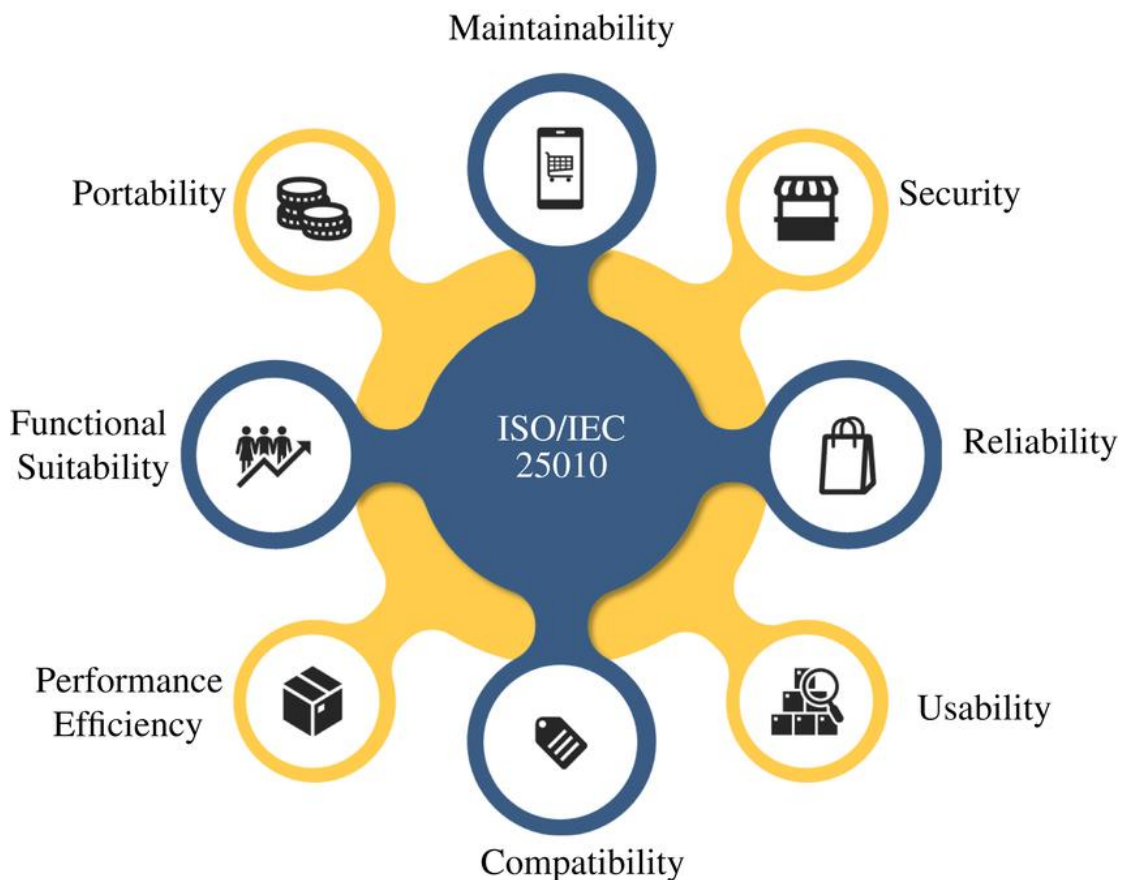 Maintainability
Portability
Security
Functional
Suitability
ISO/IEC
25010
Reliability
Performance
Efficiency
Usability
Compatibility